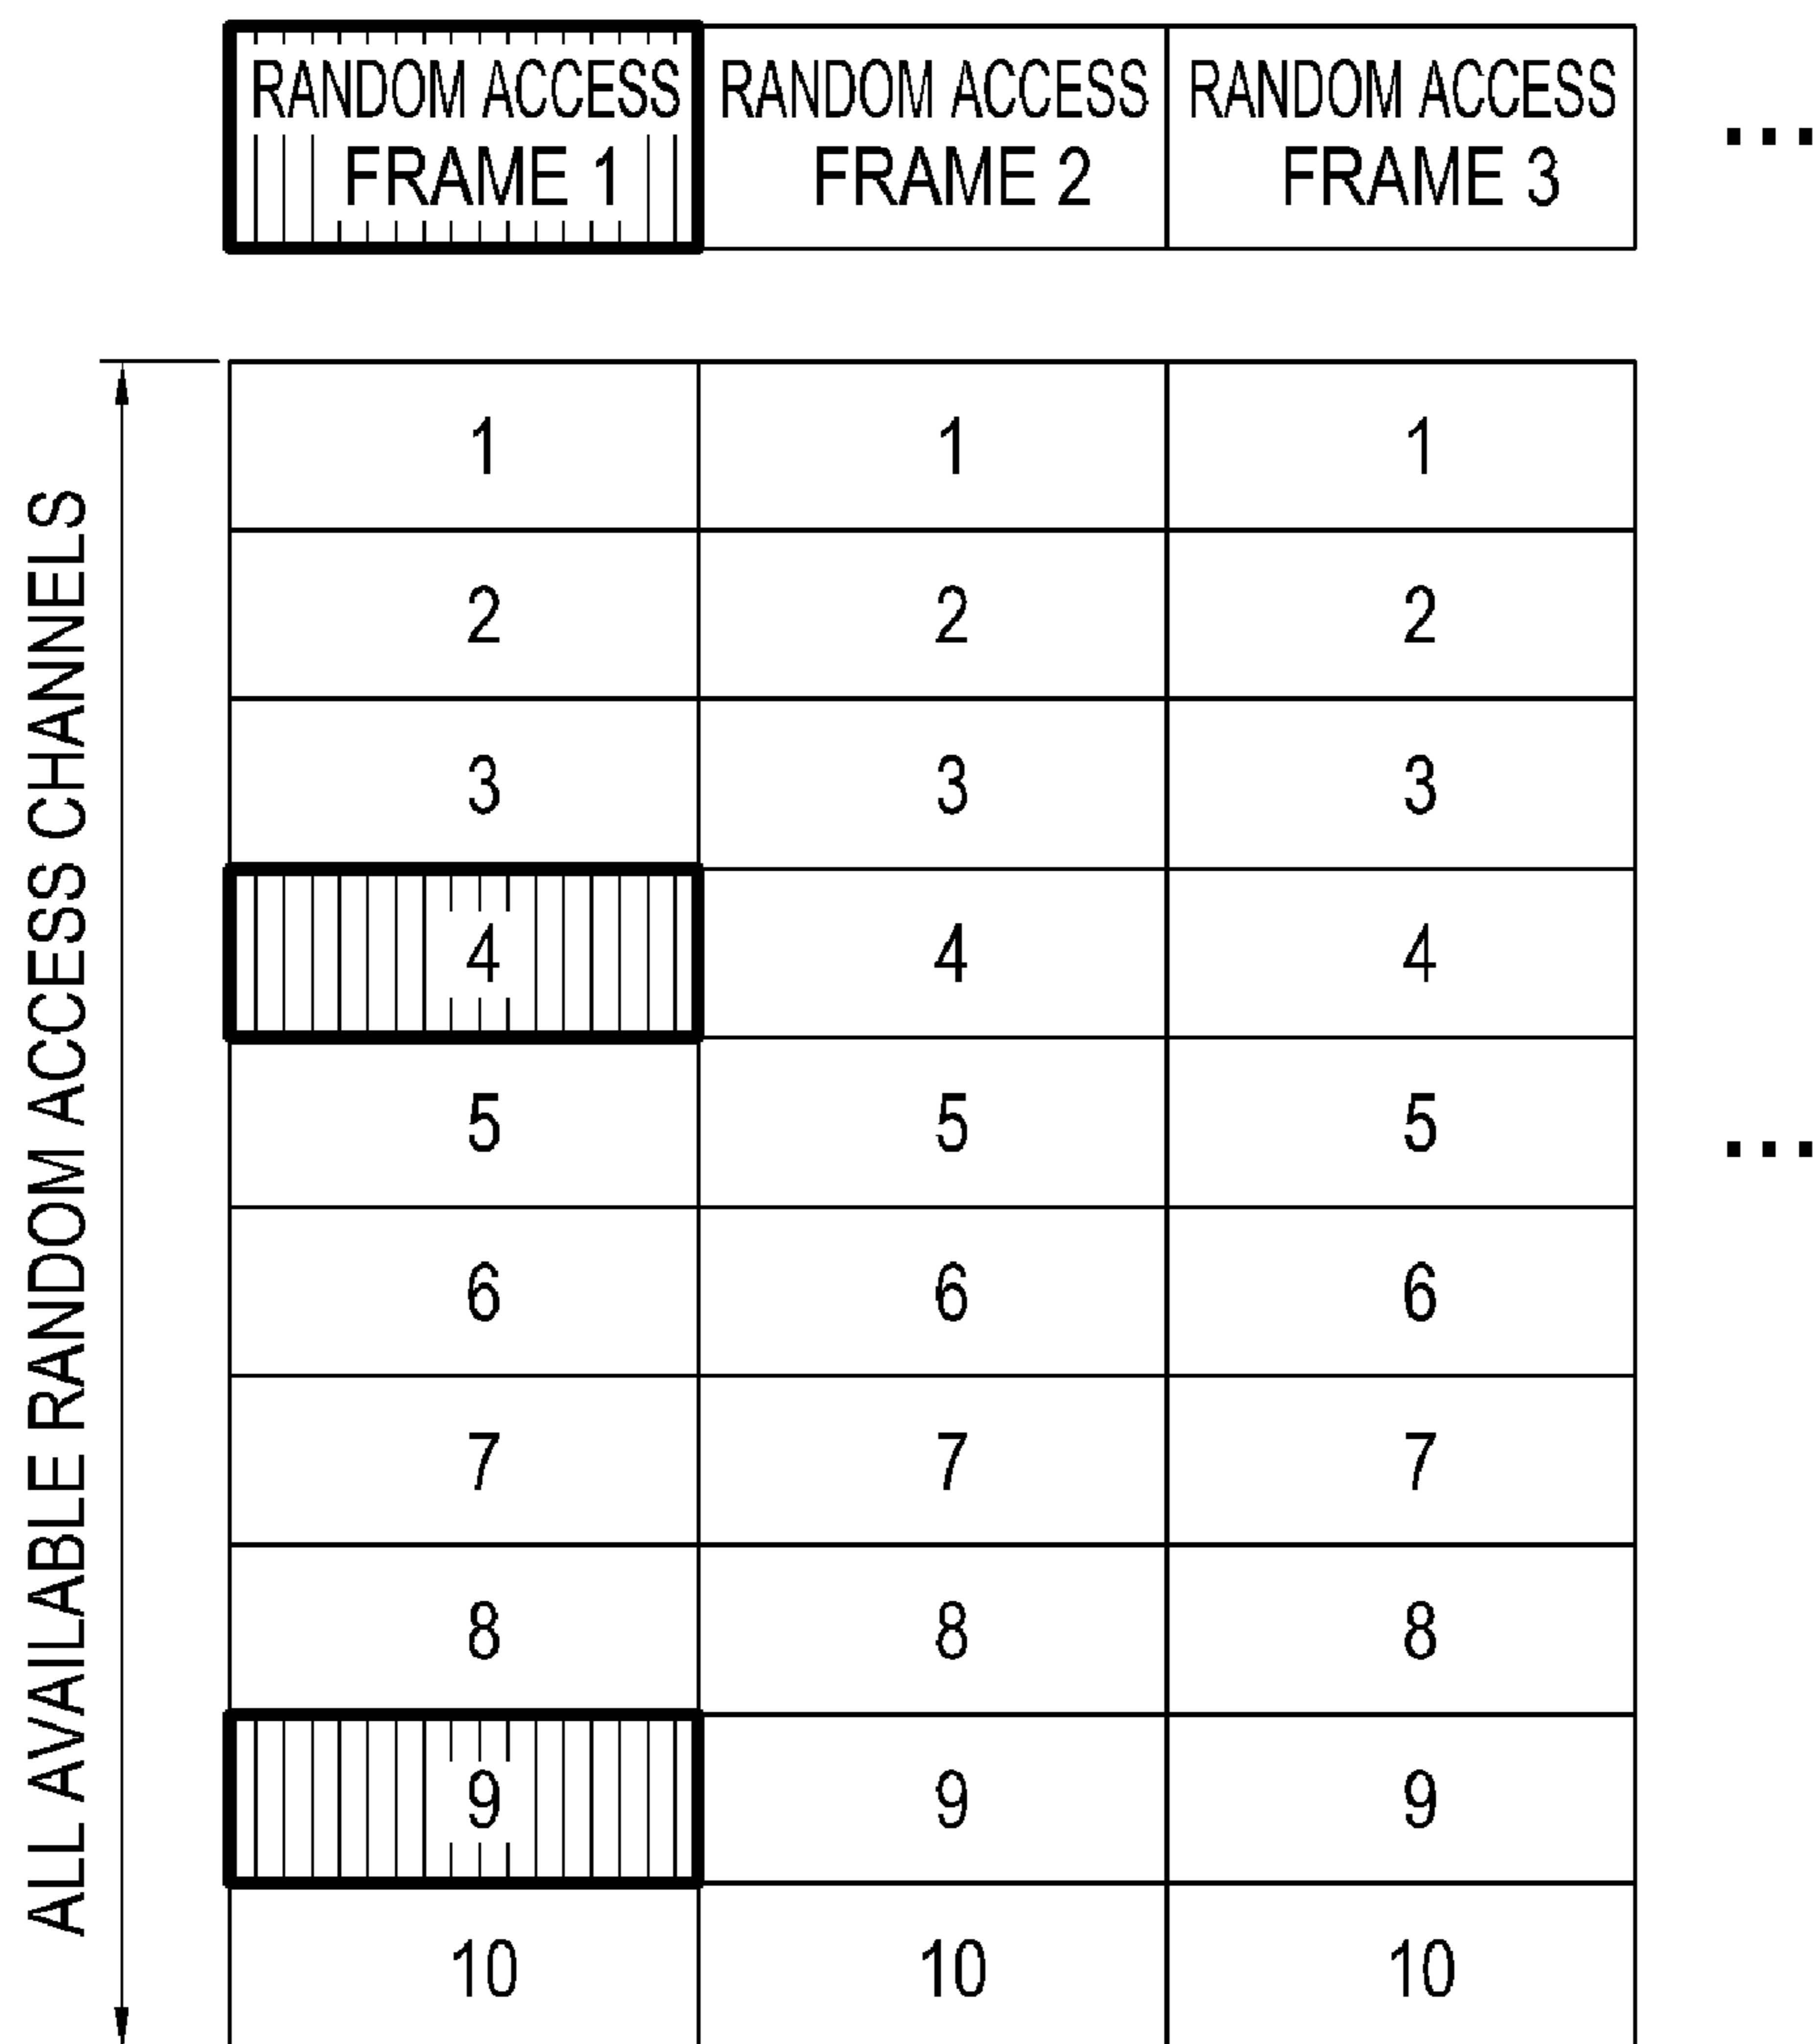 RANDOM ACCESS FRAME 1
RANDOM ACCESS FRAME 2
RANDOM ACCESS FRAME 3
...
ALL AVAILABLE RANDOM ACCESS CHANNELS
1 1 1
2 2 2
3 3 3
4 4 4
5 5 5
...
6 6 6
7 7 7
8 8 8
9 9 9
10 10 10